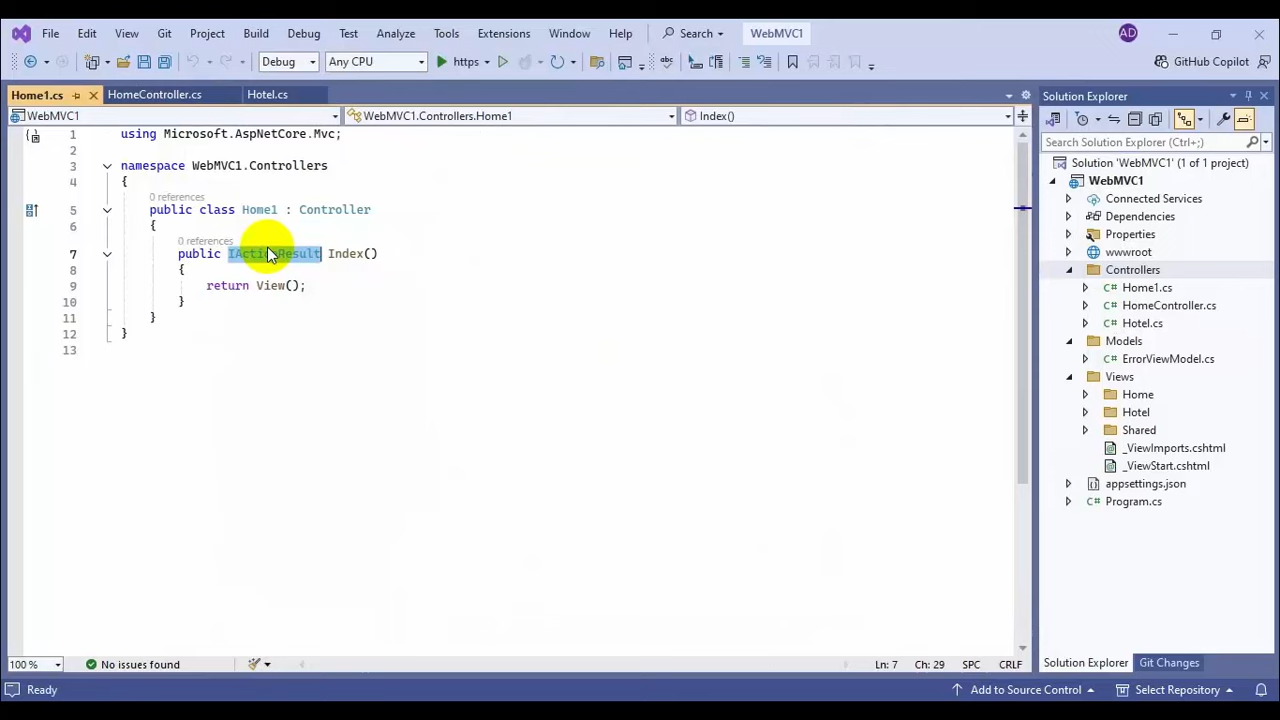 File Edit View Git Project Build Debug Test Analyze Tools Extensions Window Help Search WebMVC1 AD
Debug Any CPU https GitHub Copilot
Home1.cs HomeController.cs Hotel.cs
WebMVC1 WebMVC1.Controllers.Home1 Index()
1 using Microsoft.AspNetCore.Mvc;
2
3 namespace WebMVC1.Controllers
4 {
0 references
5 public class Home1 : Controller
6 {
0 references
7 public IActionResult Index()
8 {
9 return View();
10 }
11 }
12 }
13
100 % No issues found Ln: 7 Ch: 29 SPC CRLF
Solution Explorer
Search Solution Explorer (Ctrl+;)
Solution 'WebMVC1' (1 of 1 project)
WebMVC1
Connected Services
Dependencies
Properties
wwwroot
Controllers
Home1.cs
HomeController.cs
Hotel.cs
Models
ErrorViewModel.cs
Views
Home
Hotel
Shared
_ViewImports.cshtml
_ViewStart.cshtml
appsettings.json
Program.cs
Solution Explorer Git Changes
Ready Add to Source Control Select Repository